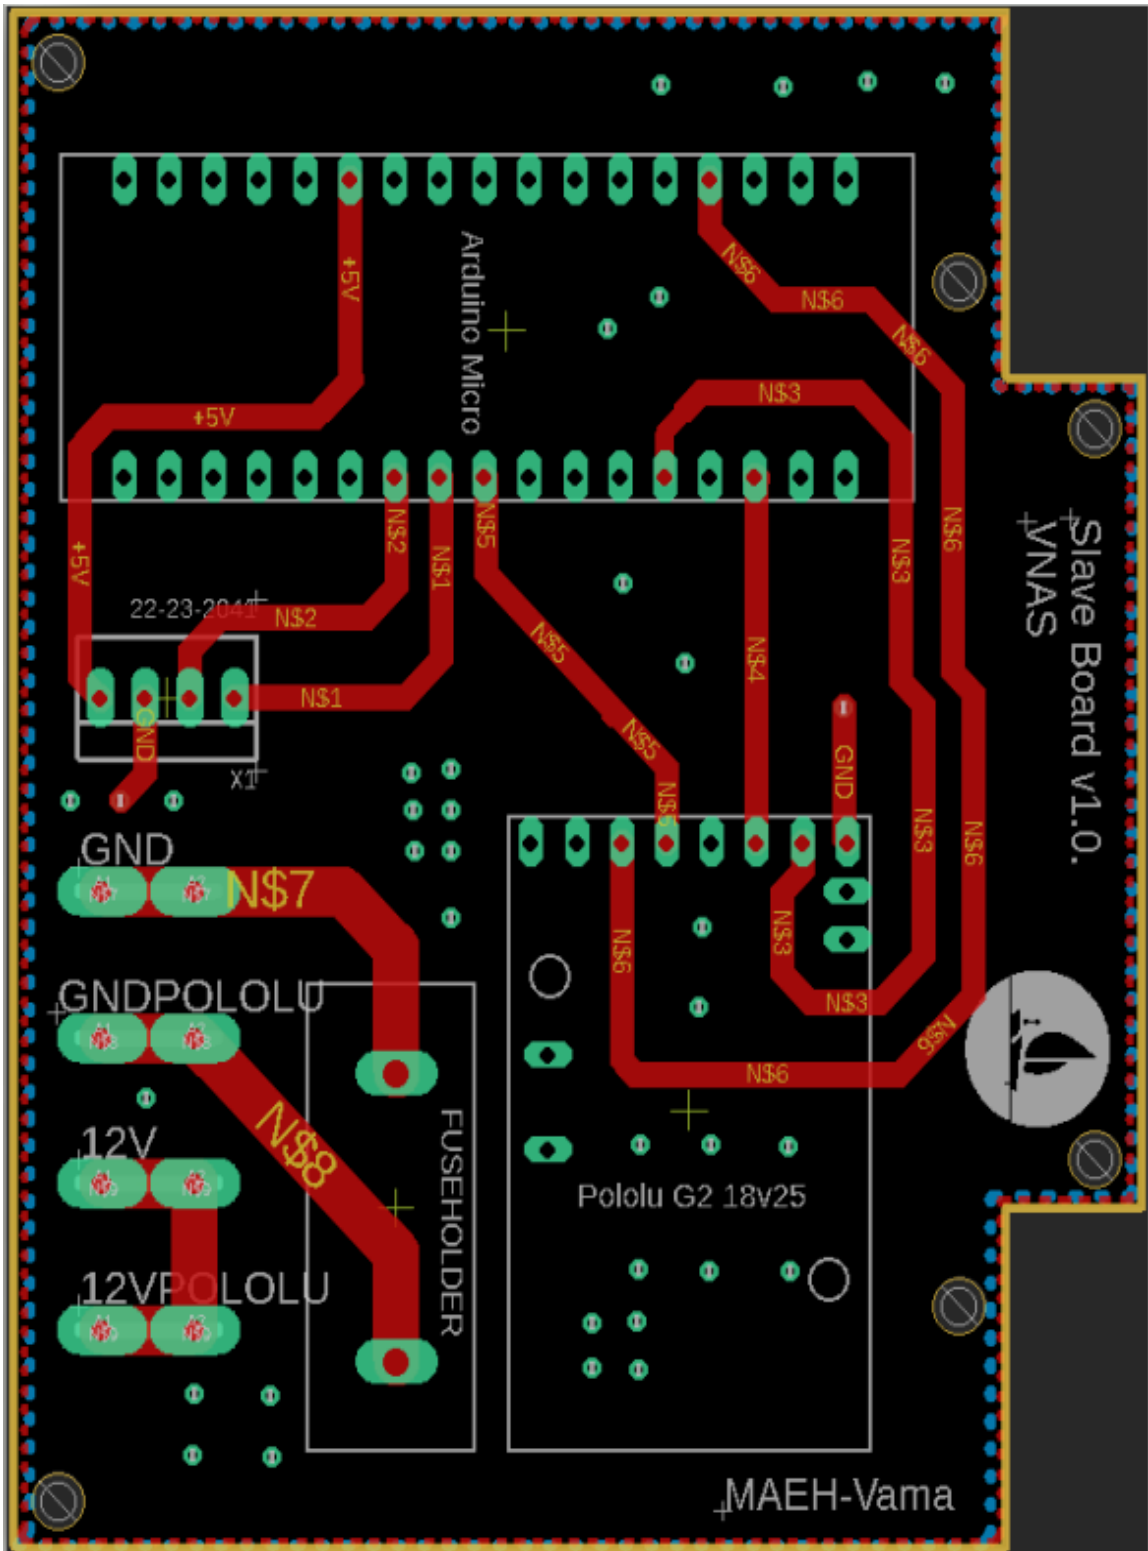 +5V
N$6
N$6
Arduino Micro
N$6
N$3
+5V
N$2
N$5
N$1
+5V
N$6
N$3
Slave Board v1.0.
VNAS
22-23-2041
N$2
N$5
N$4
N$1
GND
N$5
X1
GND
N$5
GND
N$7
N$3
N$6
N$3
N$6
N$3
GNDPOLOLU
N$6
N$6
12V
N$8
FUSEHOLDER
Pololu G2 18v25
12VPOLOLU
MAEH-Vama